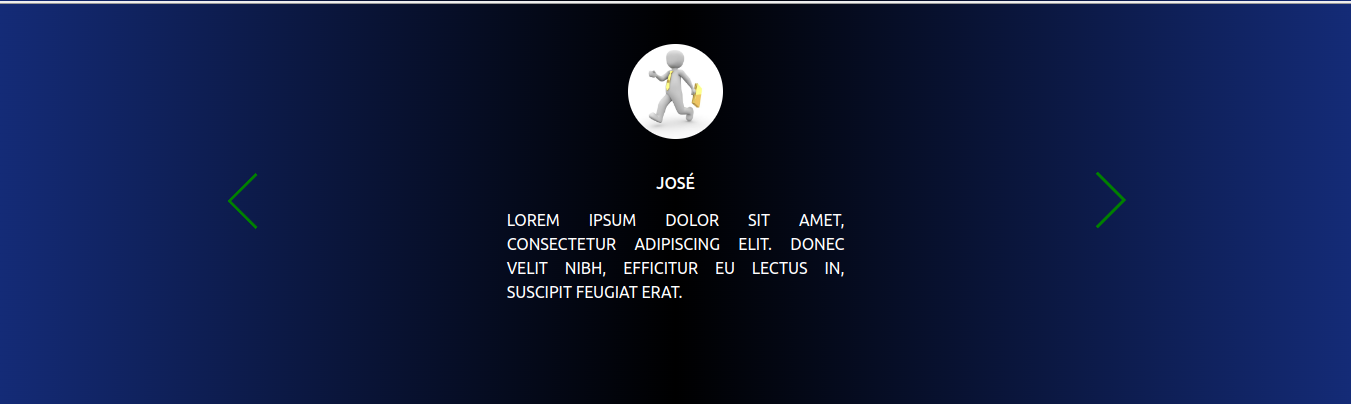 JOSÉ
LOREM IPSUM DOLOR SIT AMET,
CONSECTETUR ADIPISCING ELIT. DONEC
VELIT NIBH, EFFICITUR EU LECTUS IN,
SUSCIPIT FEUGIAT ERAT.